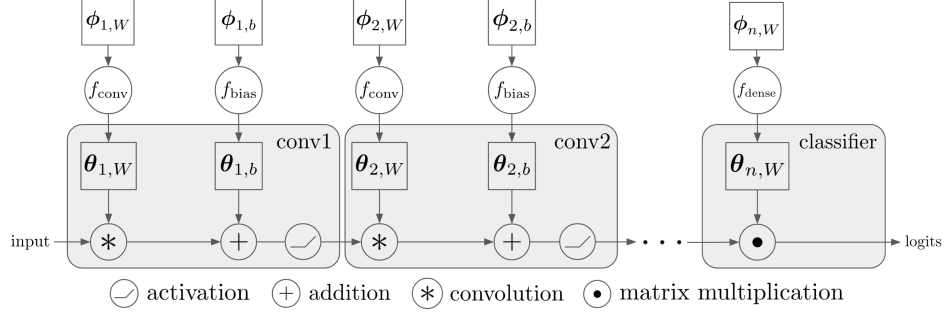 ϕ1,W ϕ1,b ϕ2,W ϕ2,b ϕn,W
fconv fbias fconv fbias fdense
conv1 conv2 classifier
θ1,W θ1,b θ2,W θ2,b θn,W
input * + * + • • • • logits
activation + addition * convolution • matrix multiplication